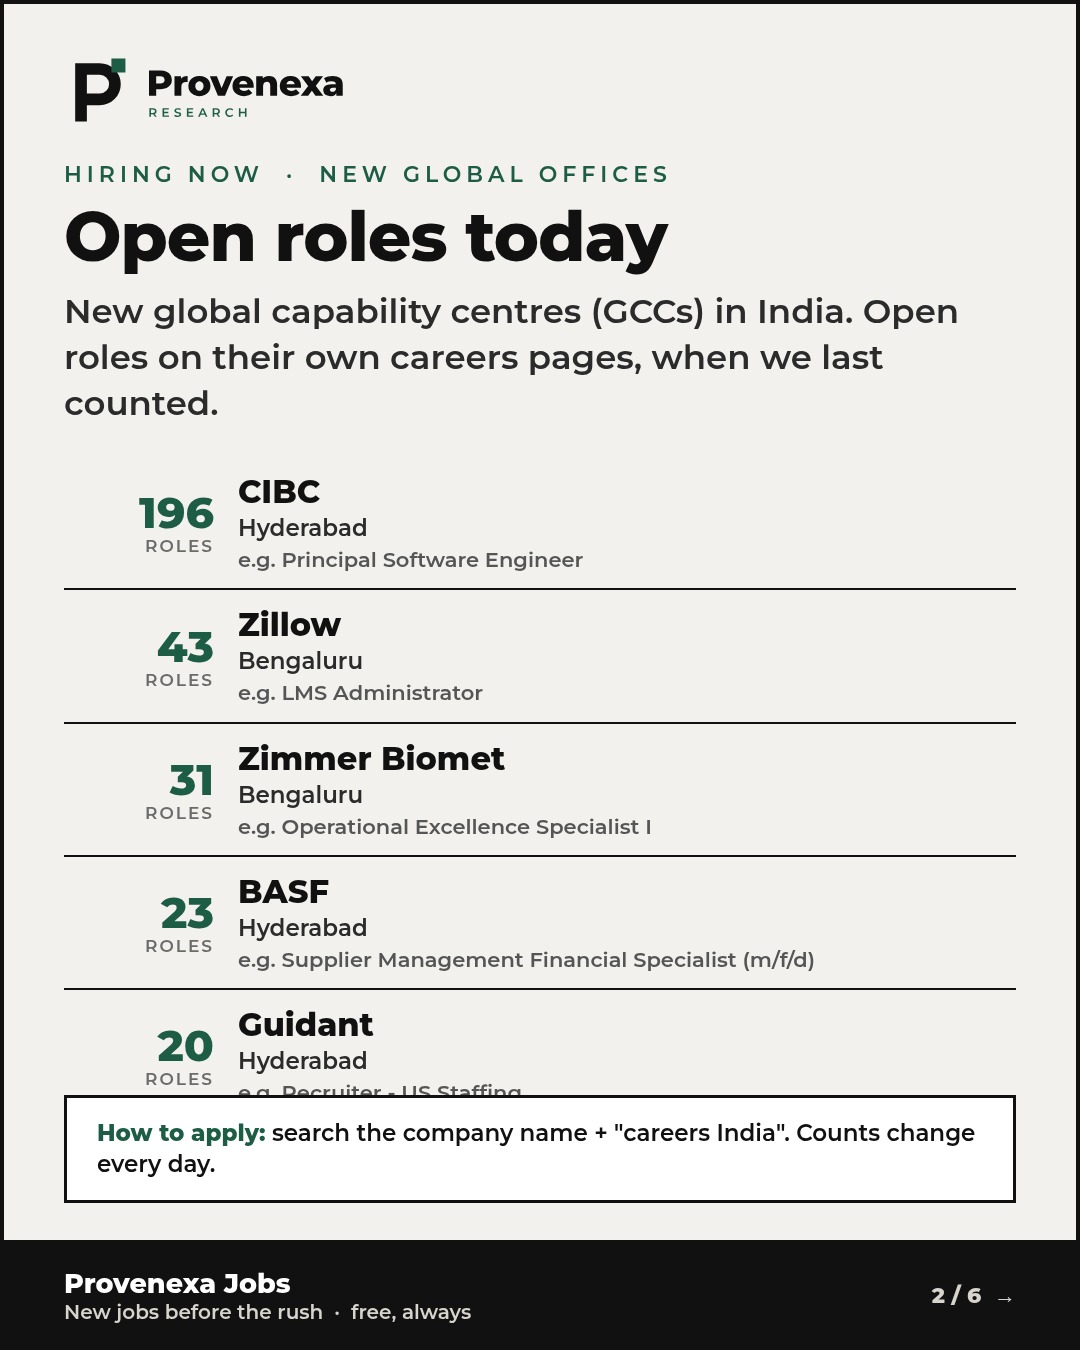 Provenexa
RESEARCH
HIRING NOW · NEW GLOBAL OFFICES
Open roles today
New global capability centres (GCCs) in India. Open
roles on their own careers pages, when we last
counted.
196
ROLES
CIBC
Hyderabad
e.g. Principal Software Engineer
43
ROLES
Zillow
Bengaluru
e.g. LMS Administrator
31
ROLES
Zimmer Biomet
Bengaluru
e.g. Operational Excellence Specialist I
23
ROLES
BASF
Hyderabad
e.g. Supplier Management Financial Specialist (m/f/d)
20
ROLES
Guidant
Hyderabad
e.g. Recruiter - US Staffing
How to apply: search the company name + "careers India". Counts change
every day.
Provenexa Jobs
New jobs before the rush · free, always
2 / 6 →